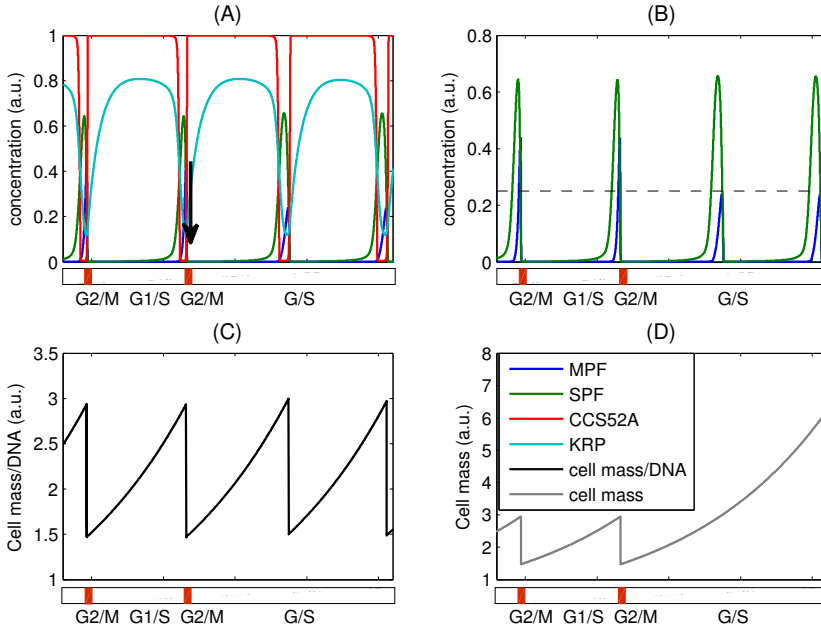 (A)
concentration (a.u.)
1
0.8
0.6
0.4
0.2
0
G2/M G1/S G2/M G/S
(B)
concentration (a.u.)
0.8
0.6
0.4
0.2
0
G2/M G1/S G2/M G/S
(C)
Cell mass/DNA (a.u.)
3.5
3
2.5
2
1.5
1
G2/M G1/S G2/M G/S
(D)
Cell mass (a.u.)
8
7
6
5
4
3
2
1
MPF
SPF
CCS52A
KRP
cell mass/DNA
cell mass
G2/M G1/S G2/M G/S